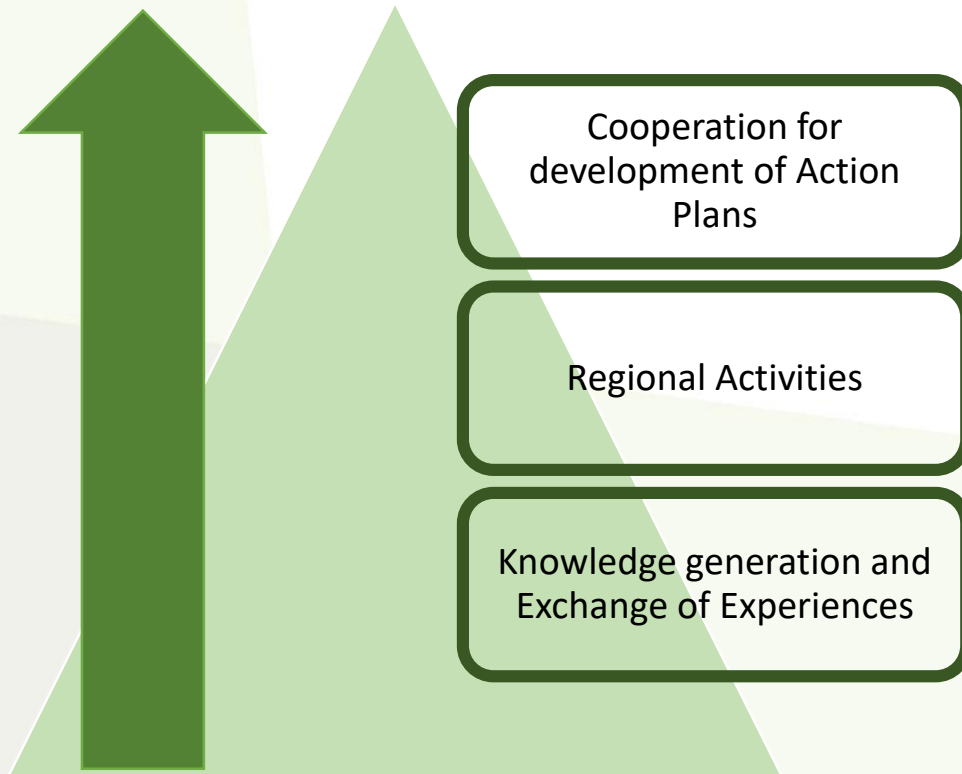 Cooperation for
development of Action
Plans
Regional Activities
Knowledge generation and
Exchange of Experiences